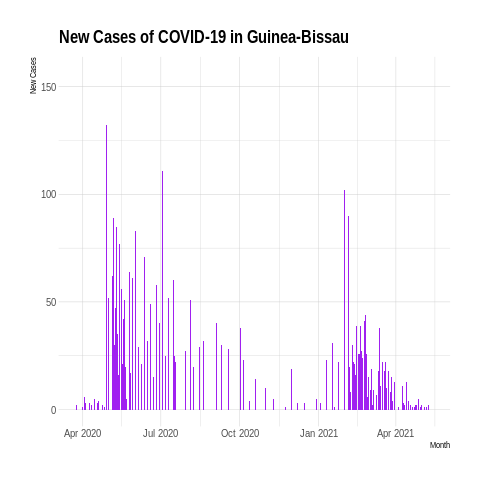 New Cases of COVID-19 in Guinea-Bissau
New Cases
150
100
50
0
Apr 2020 Jul 2020 Oct 2020 Jan 2021 Apr 2021
Month